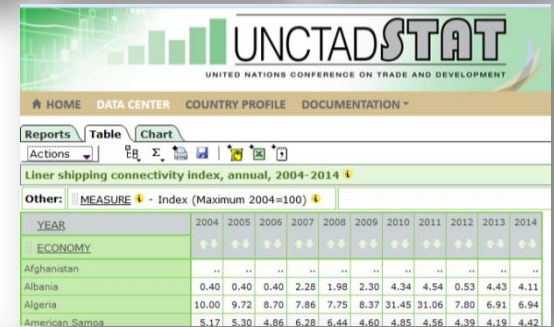 UNCTADSTAT
UNITED NATIONS CONFERENCE ON TRADE AND DEVELOPMENT
HOME DATA CENTER COUNTRY PROFILE DOCUMENTATION
Reports Table Chart
Actions
Liner shipping connectivity index, annual, 2004-2014
Other: MEASURE - Index (Maximum 2004=100)
YEAR 2004 2005 2006 2007 2008 2009 2010 2011 2012 2013 2014
ECONOMY
Afghanistan .. .. .. .. .. .. .. .. .. .. ..
Albania 0.40 0.40 0.40 2.28 1.98 2.30 4.34 4.54 0.53 4.43 4.11
Algeria 10.00 9.72 8.70 7.86 7.75 8.37 31.45 31.06 7.80 6.91 6.94
American Samoa 5.17 5.30 4.86 6.28 6.44 4.60 4.85 4.56 4.39 4.19 4.42